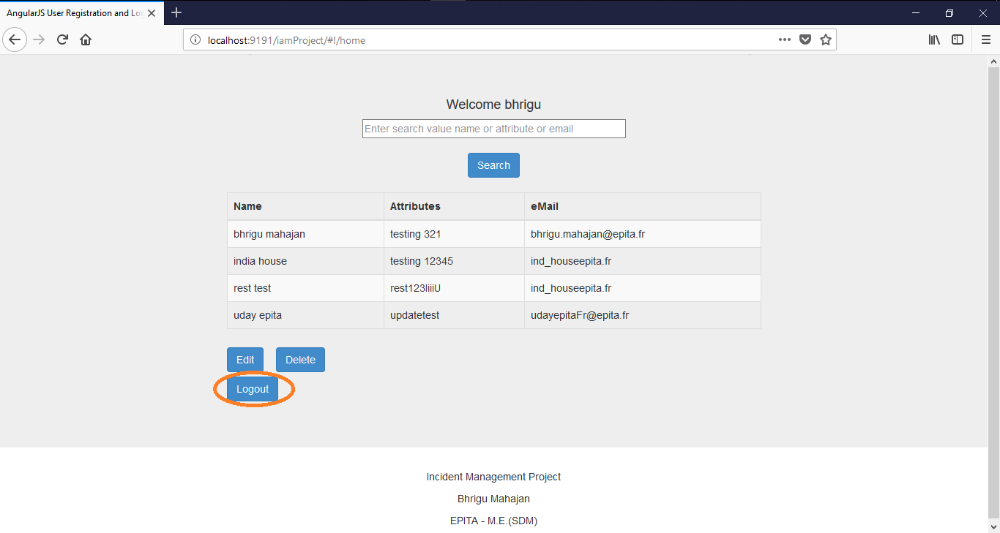 AngularJS User Registration and Lo
localhost:9191/iamProject/#!/home
Welcome bhrigu
Enter search value name or attribute or email
Search
Name Attributes eMail
bhrigu mahajan testing 321 bhrigu.mahajan@epita.fr
india house testing 12345 ind_houseepita.fr
rest test rest123liiiU ind_houseepita.fr
uday epita updatetest udayepitaFr@epita.fr
Edit Delete
Logout
Incident Management Project
Bhrigu Mahajan
EPITA - M.E.(SDM)